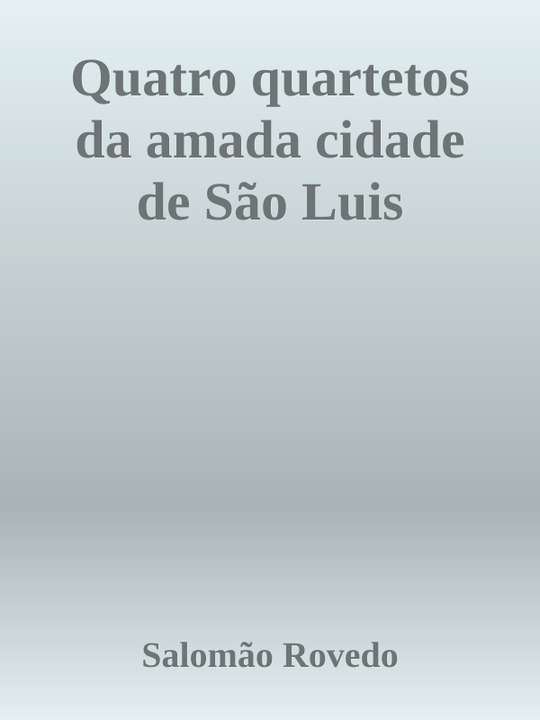 Quatro quartetos
da amada cidade
de São Luis
Salomão Rovedo